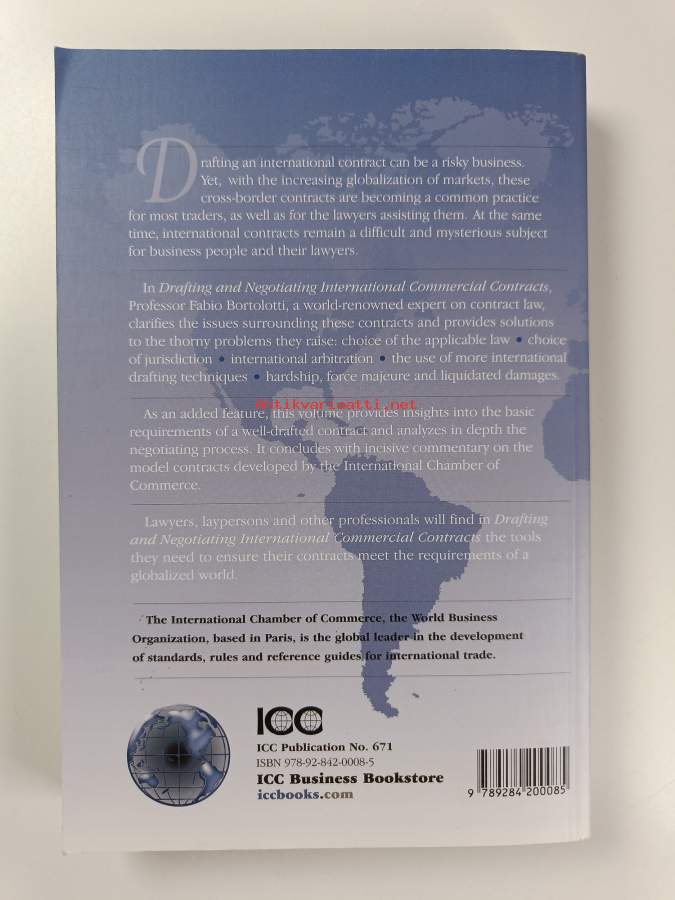 Drafting an international contract can be a risky business.
Yet, with the increasing globalization of markets, these
cross-border contracts are becoming a common practice
for most traders, as well as for the lawyers assisting them. At the same
time, international contracts remain a difficult and mysterious subject
for business people and their lawyers.
In Drafting and Negotiating International Commercial Contracts,
Professor Fabio Bortolotti, a world-renowned expert on contract law,
clarifies the issues surrounding these contracts and provides solutions
to the thorny problems they raise: choice of the applicable law • choice
of jurisdiction • international arbitration • the use of more international
drafting techniques • hardship, force majeure and liquidated damages.
antikvariaatti.net
As an added feature, this volume provides insights into the basic
requirements of a well-drafted contract and analyzes in depth the
negotiating process. It concludes with incisive commentary on the
model contracts developed by the International Chamber of
Commerce.
Lawyers, laypersons and other professionals will find in Drafting
and Negotiating International Commercial Contracts the tools
they need to ensure their contracts meet the requirements of a
globalized world.
The International Chamber of Commerce, the World Business
Organization, based in Paris, is the global leader in the development
of standards, rules and reference guides for international trade.
ICC
ICC Publication No. 671
ISBN 978-92-842-0008-5
ICC Business Bookstore
iccbooks.com
9 789284 200085